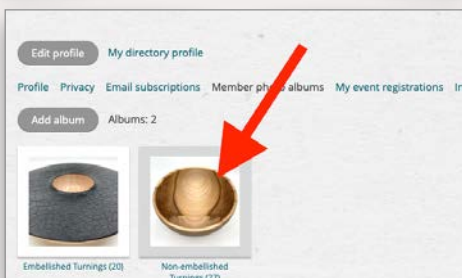 Edit profile My directory profile
Profile Privacy Email subscriptions Member photo albums My event registrations
Add album Albums: 2
Embellished Turnings (20) Non-embellished
Turnings (27)